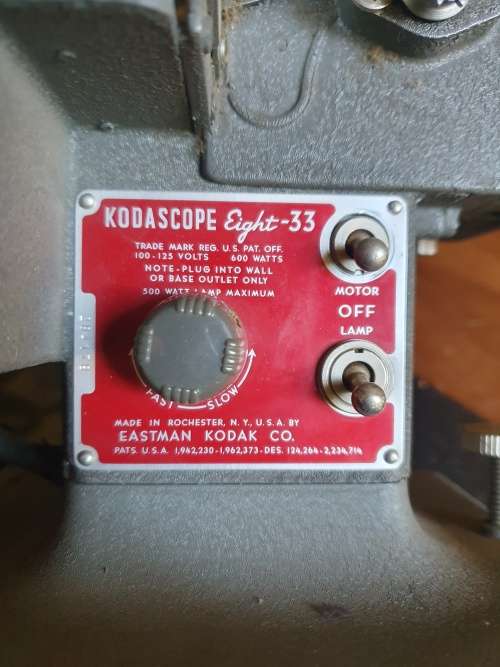 KODASCOPE Eight-33
TRADE MARK REG. U.S. PAT. OFF.
100-125 VOLTS 600 WATTS
NOTE-PLUG INTO WALL
OR BASE OUTLET ONLY
500 WATT LAMP MAXIMUM
MOTOR
OFF
LAMP
FAST SLOW
MADE IN ROCHESTER, N. Y., U. S. A. BY
EASTMAN KODAK CO.
PATS. U.S.A. 1,962,230-1,962,373-DES. 124,264-2,234,714